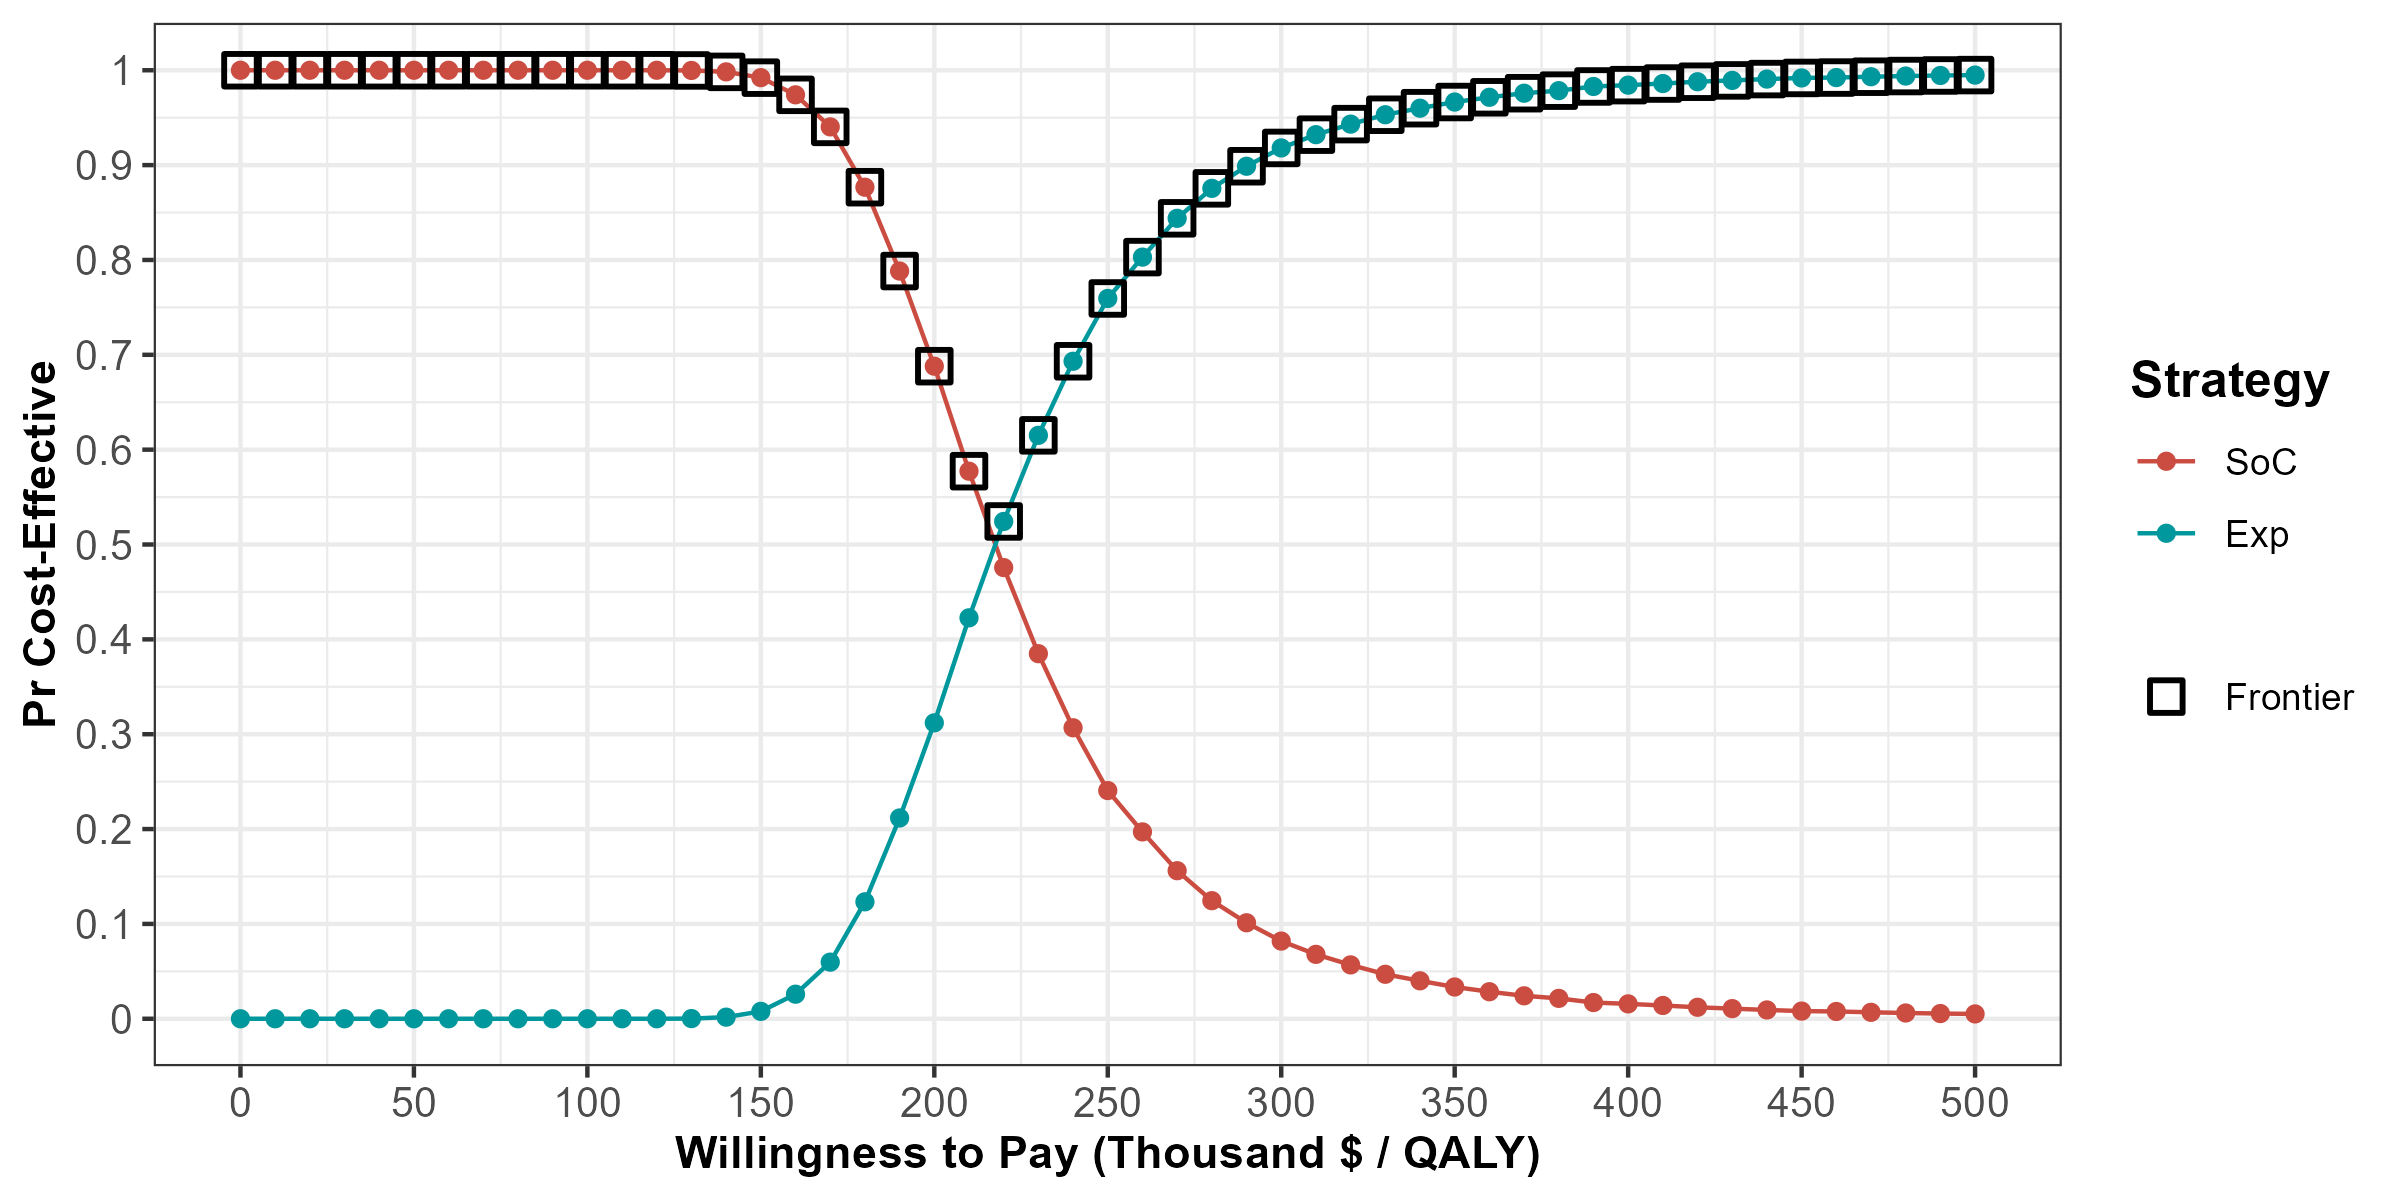 Pr Cost-Effective
1
0.9
0.8
0.7
0.6
0.5
0.4
0.3
0.2
0.1
0
0 50 100 150 200 250 300 350 400 450 500
Willingness to Pay (Thousand $ / QALY)
Strategy
SoC
Exp
Frontier